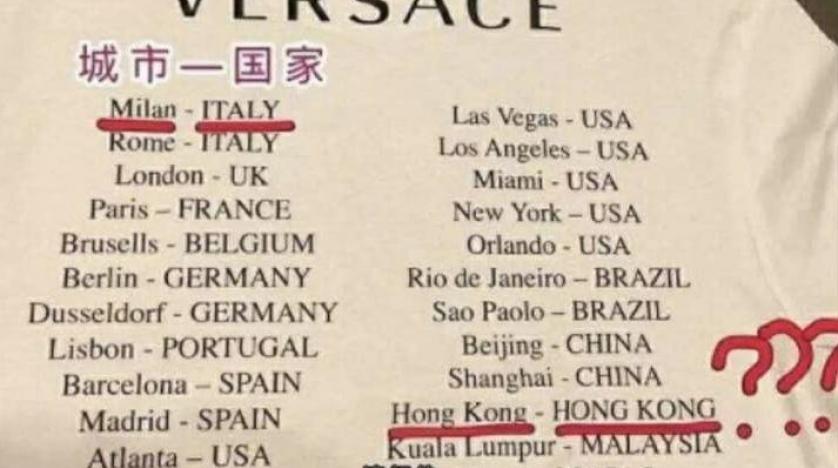 VERSACE
城市—国家
Milan - ITALY
Rome - ITALY
London - UK
Paris – FRANCE
Brusells - BELGIUM
Berlin - GERMANY
Dusseldorf - GERMANY
Lisbon - PORTUGAL
Barcelona – SPAIN
Madrid - SPAIN
Atlanta – USA
Las Vegas - USA
Los Angeles – USA
Miami - USA
New York – USA
Orlando - USA
Rio de Janeiro – BRAZIL
Sao Paolo – BRAZIL
Beijing - CHINA
Shanghai - CHINA
Hong Kong - HONG KONG
Kuala Lumpur - MALAYSIA
???